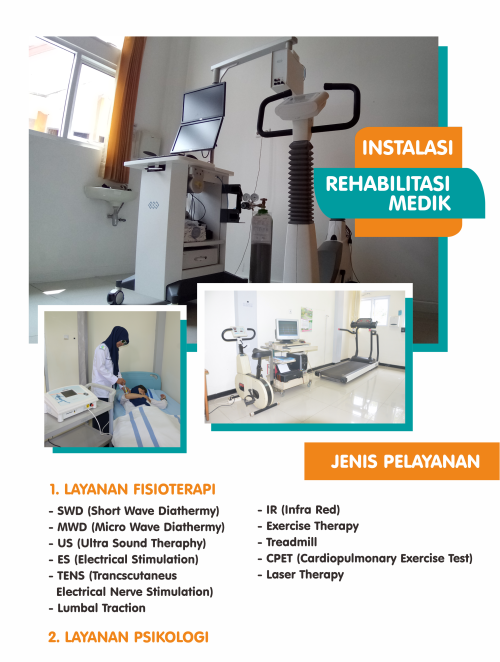 INSTALASI
REHABILITASI
MEDIK
JENIS PELAYANAN
1. LAYANAN FISIOTERAPI
- SWD (Short Wave Diathermy)
- MWD (Micro Wave Diathermy)
- US (Ultra Sound Theraphy)
- ES (Electrical Stimulation)
- TENS (Trancscutaneus
Electrical Nerve Stimulation)
- Lumbal Traction
- IR (Infra Red)
- Exercise Therapy
- Treadmill
- CPET (Cardiopulmonary Exercise Test)
- Laser Therapy
2. LAYANAN PSIKOLOGI